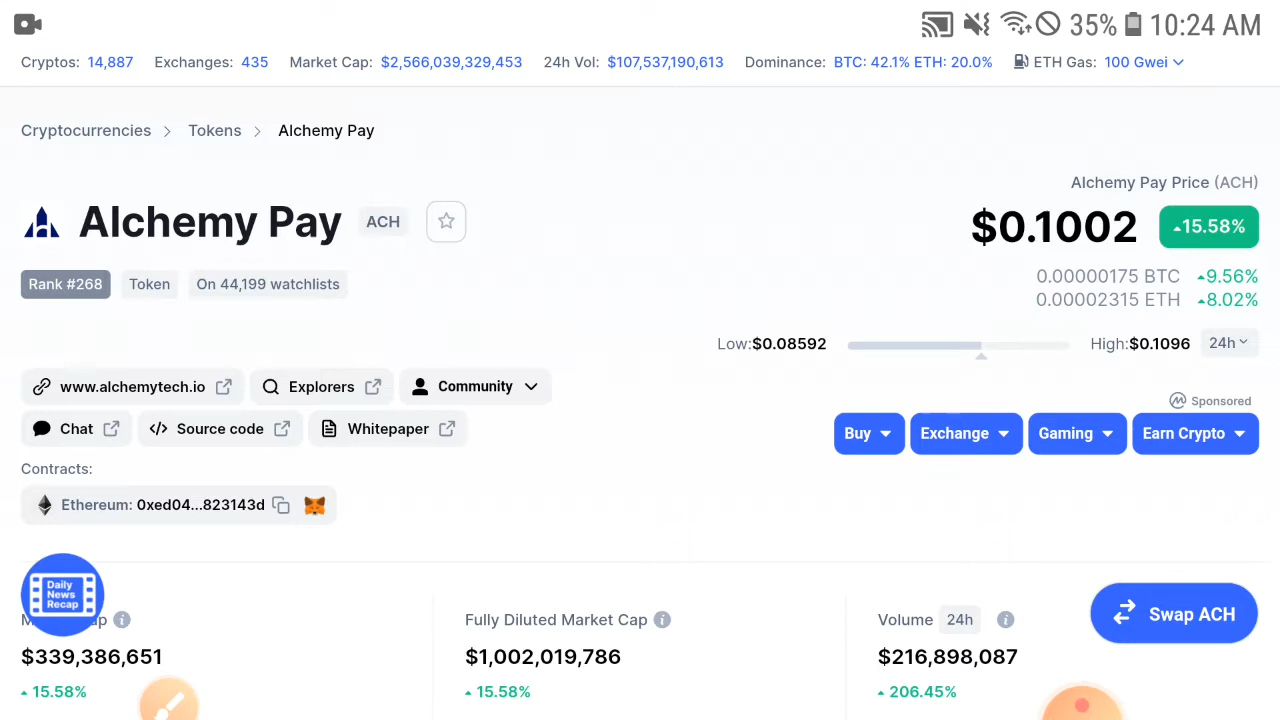 35% 10:24 AM
Cryptos: 14,887 Exchanges: 435 Market Cap: $2,566,039,329,453 24h Vol: $107,537,190,613 Dominance: BTC: 42.1% ETH: 20.0% ETH Gas: 100 Gwei
Cryptocurrencies > Tokens > Alchemy Pay
Alchemy Pay Price (ACH)
Alchemy Pay ACH $0.1002 15.58%
Rank #268 Token On 44,199 watchlists
0.00000175 BTC 9.56%
0.00002315 ETH 8.02%
Low:$0.08592 High:$0.1096 24h
www.alchemytech.io Explorers Community
Sponsored
Chat Source code Whitepaper
Buy Exchange Gaming Earn Crypto
Contracts:
Ethereum: 0xed04...823143d
Daily
News
Recap
Fully Diluted Market Cap Volume 24h
Swap ACH
$339,386,651 $1,002,019,786 $216,898,087
15.58% 15.58% 206.45%